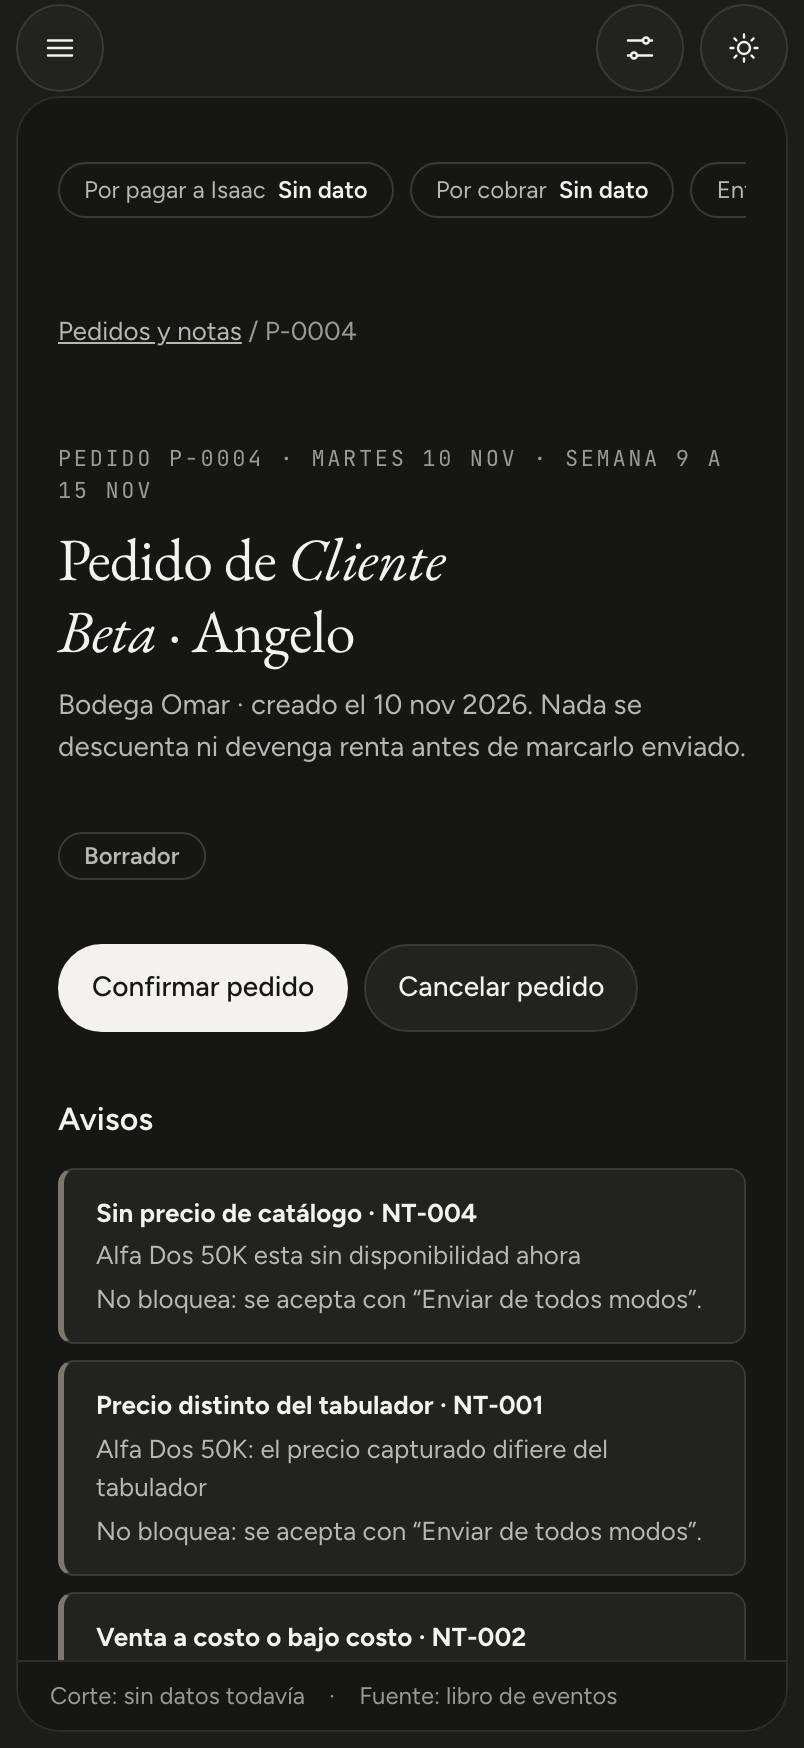 Por pagar a Isaac Sin dato
Por cobrar Sin dato
Pedidos y notas / P-0004
PEDIDO P-0004 · MARTES 10 NOV · SEMANA 9 A
15 NOV
Pedido de Cliente
Beta · Angelo
Bodega Omar · creado el 10 nov 2026. Nada se
descuenta ni devenga renta antes de marcarlo enviado.
Borrador
Confirmar pedido
Cancelar pedido
Avisos
Sin precio de catálogo · NT-004
Alfa Dos 50K esta sin disponibilidad ahora
No bloquea: se acepta con “Enviar de todos modos”.
Precio distinto del tabulador · NT-001
Alfa Dos 50K: el precio capturado difiere del
tabulador
No bloquea: se acepta con “Enviar de todos modos”.
Venta a costo o bajo costo · NT-002
Corte: sin datos todavía · Fuente: libro de eventos